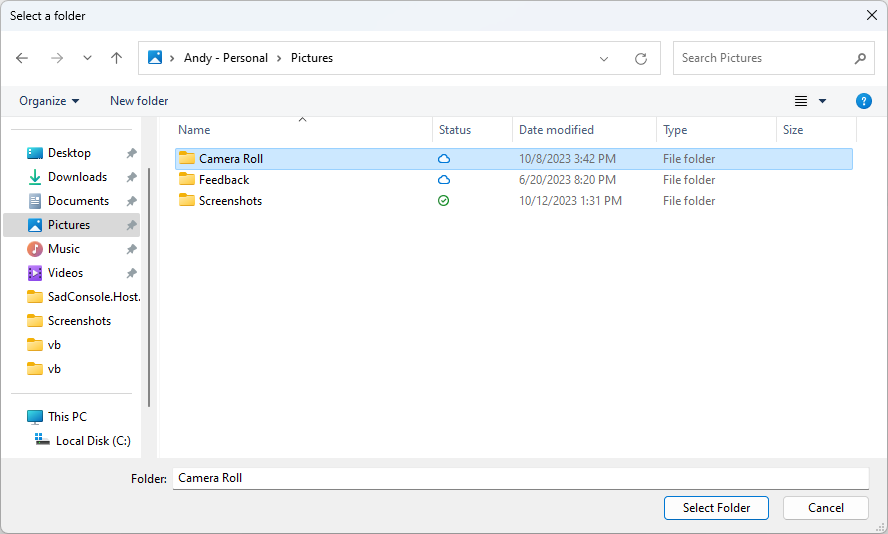 Select a folder
Andy - Personal Pictures
Search Pictures
Organize New folder
?
Name Status Date modified Type Size
Camera Roll 10/8/2023 3:42 PM File folder
Feedback 6/20/2023 8:20 PM File folder
Screenshots 10/12/2023 1:31 PM File folder
Desktop
Downloads
Documents
Pictures
Music
Videos
SadConsole.Host.
Screenshots
vb
vb
This PC
Local Disk (C:)
Folder: Camera Roll
Select Folder Cancel